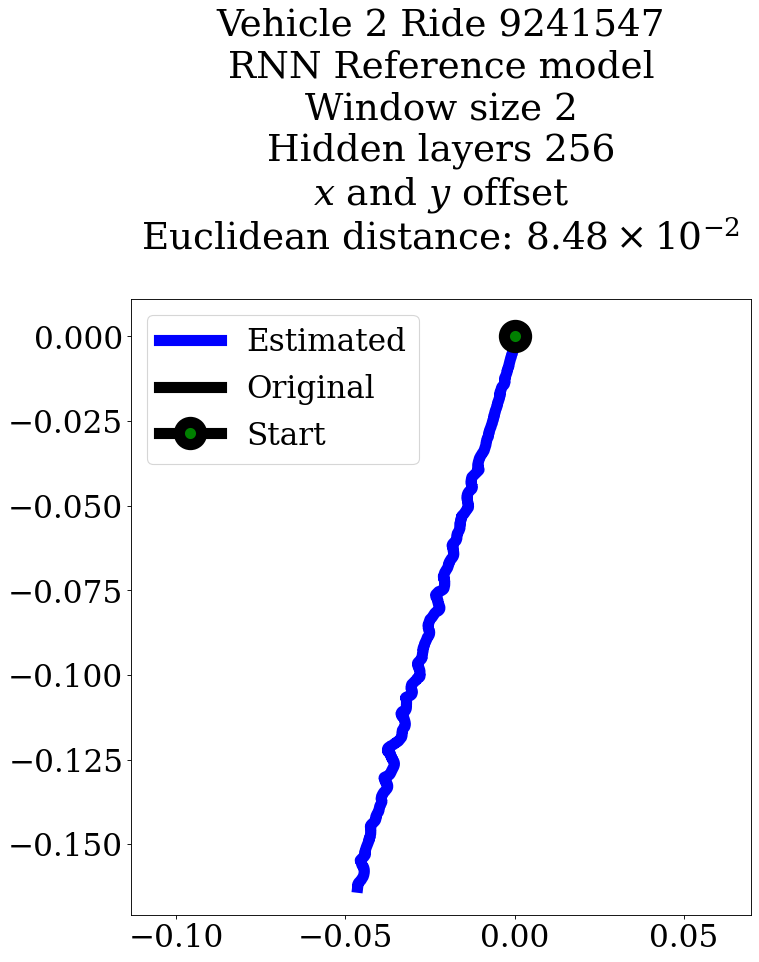 Vehicle 2 Ride 9241547
RNN Reference model
Window size 2
Hidden layers 256
x and y offset
Euclidean distance: 8.48 × 10⁻²
Estimated
Original
Start
0.000
−0.025
−0.050
−0.075
−0.100
−0.125
−0.150
−0.10 −0.05 0.00 0.05